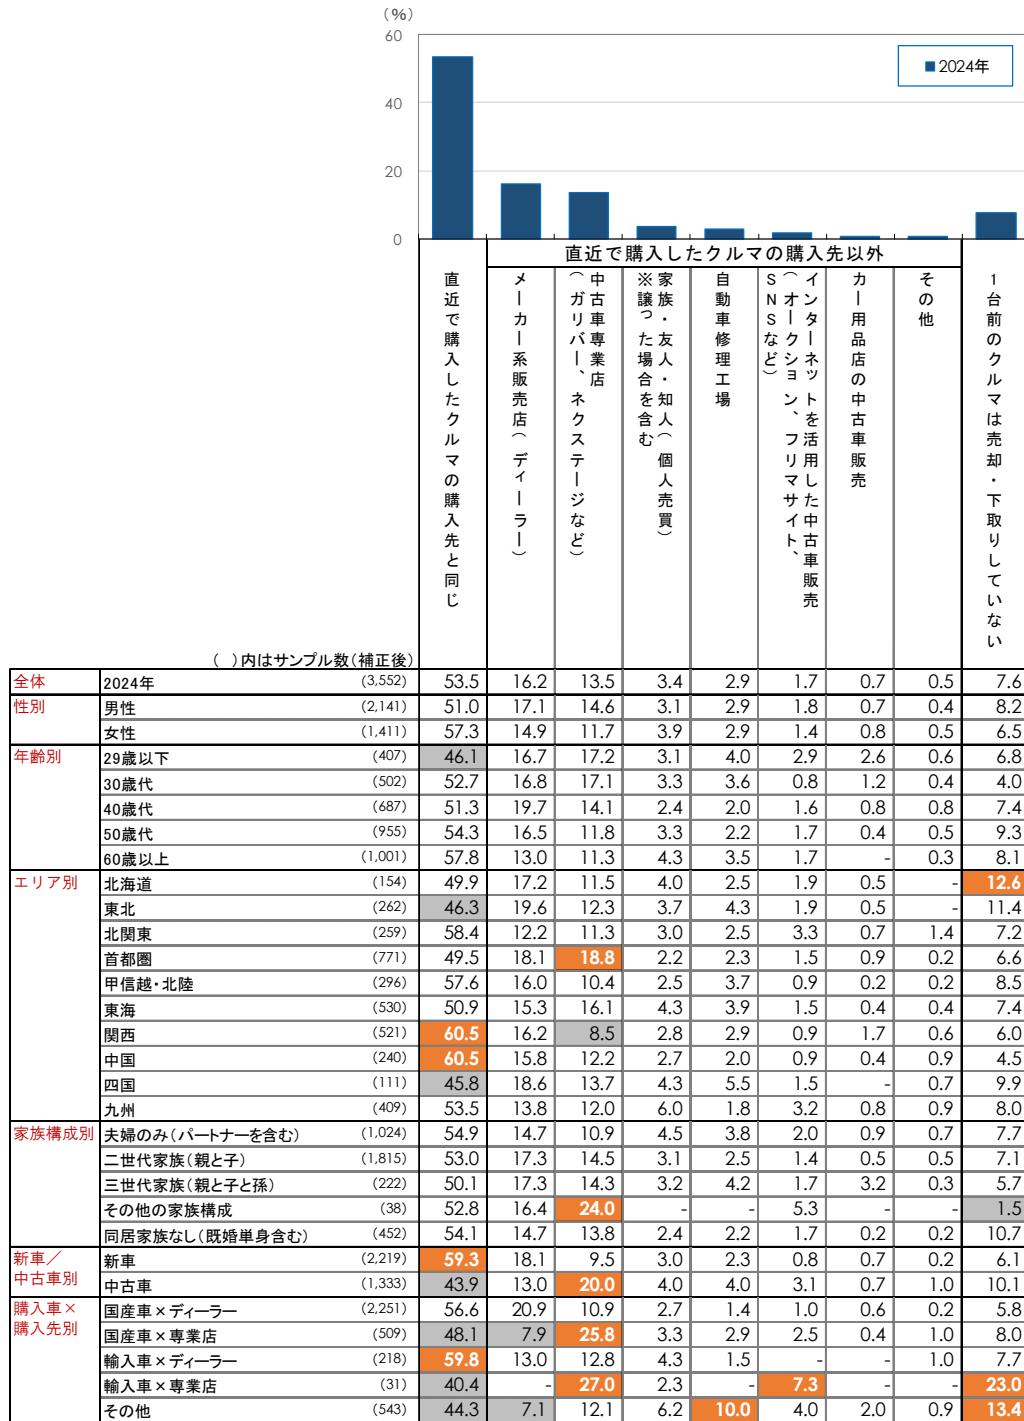 (%)
60
40
20
0
2024年
直近で購入したクルマの購入先以外
直近で購入したクルマの購入先と同じ
メーカー系販売店(ディーラー)
中古車専業店
(ガリバー、ネクステージなど)
家族・友人・知人(個人売買)
※譲った場合を含む
自動車修理工場
インターネットを活用した中古車販売
(オークション、フリマサイト、
SNSなど)
カー用品店の中古車販売
その他
1台前のクルマは売却・下取りしていない
( )内はサンプル数(補正後)
全体 2024年 (3,552) 53.5 16.2 13.5 3.4 2.9 1.7 0.7 0.5 7.6
性別 男性 (2,141) 51.0 17.1 14.6 3.1 2.9 1.8 0.7 0.4 8.2
女性 (1,411) 57.3 14.9 11.7 3.9 2.9 1.4 0.8 0.5 6.5
年齢別 29歳以下 (407) 46.1 16.7 17.2 3.1 4.0 2.9 2.6 0.6 6.8
30歳代 (502) 52.7 16.8 17.1 3.3 3.6 0.8 1.2 0.4 4.0
40歳代 (687) 51.3 19.7 14.1 2.4 2.0 1.6 0.8 0.8 7.4
50歳代 (955) 54.3 16.5 11.8 3.3 2.2 1.7 0.4 0.5 9.3
60歳以上 (1,001) 57.8 13.0 11.3 4.3 3.5 1.7 - 0.3 8.1
エリア別 北海道 (154) 49.9 17.2 11.5 4.0 2.5 1.9 0.5 - 12.6
東北 (262) 46.3 19.6 12.3 3.7 4.3 1.9 0.5 - 11.4
北関東 (259) 58.4 12.2 11.3 3.0 2.5 3.3 0.7 1.4 7.2
首都圏 (771) 49.5 18.1 18.8 2.2 2.3 1.5 0.9 0.2 6.6
甲信越・北陸 (296) 57.6 16.0 10.4 2.5 3.7 0.9 0.2 0.2 8.5
東海 (530) 50.9 15.3 16.1 4.3 3.9 1.5 0.4 0.4 7.4
関西 (521) 60.5 16.2 8.5 2.8 2.9 0.9 1.7 0.6 6.0
中国 (240) 60.5 15.8 12.2 2.7 2.0 0.9 0.4 0.9 4.5
四国 (111) 45.8 18.6 13.7 4.3 5.5 1.5 - 0.7 9.9
九州 (409) 53.5 13.8 12.0 6.0 1.8 3.2 0.8 0.9 8.0
家族構成別 夫婦のみ(パートナーを含む) (1,024) 54.9 14.7 10.9 4.5 3.8 2.0 0.9 0.7 7.7
二世代家族(親と子) (1,815) 53.0 17.3 14.5 3.1 2.5 1.4 0.5 0.5 7.1
三世代家族(親と子と孫) (222) 50.1 17.3 14.3 3.2 4.2 1.7 3.2 0.3 5.7
その他の家族構成 (38) 52.8 16.4 24.0 - - 5.3 - - 1.5
同居家族なし(既婚単身含む) (452) 54.1 14.7 13.8 2.4 2.2 1.7 0.2 0.2 10.7
新車/ 新車 (2,219) 59.3 18.1 9.5 3.0 2.3 0.8 0.7 0.2 6.1
中古車別 中古車 (1,333) 43.9 13.0 20.0 4.0 4.0 3.1 0.7 1.0 10.1
購入車× 国産車×ディーラー (2,251) 56.6 20.9 10.9 2.7 1.4 1.0 0.6 0.2 5.8
購入先別 国産車×専業店 (509) 48.1 7.9 25.8 3.3 2.9 2.5 0.4 1.0 8.0
輸入車×ディーラー (218) 59.8 13.0 12.8 4.3 1.5 - - 1.0 7.7
輸入車×専業店 (31) 40.4 - 27.0 2.3 - 7.3 - - 23.0
その他 (543) 44.3 7.1 12.1 6.2 10.0 4.0 2.0 0.9 13.4